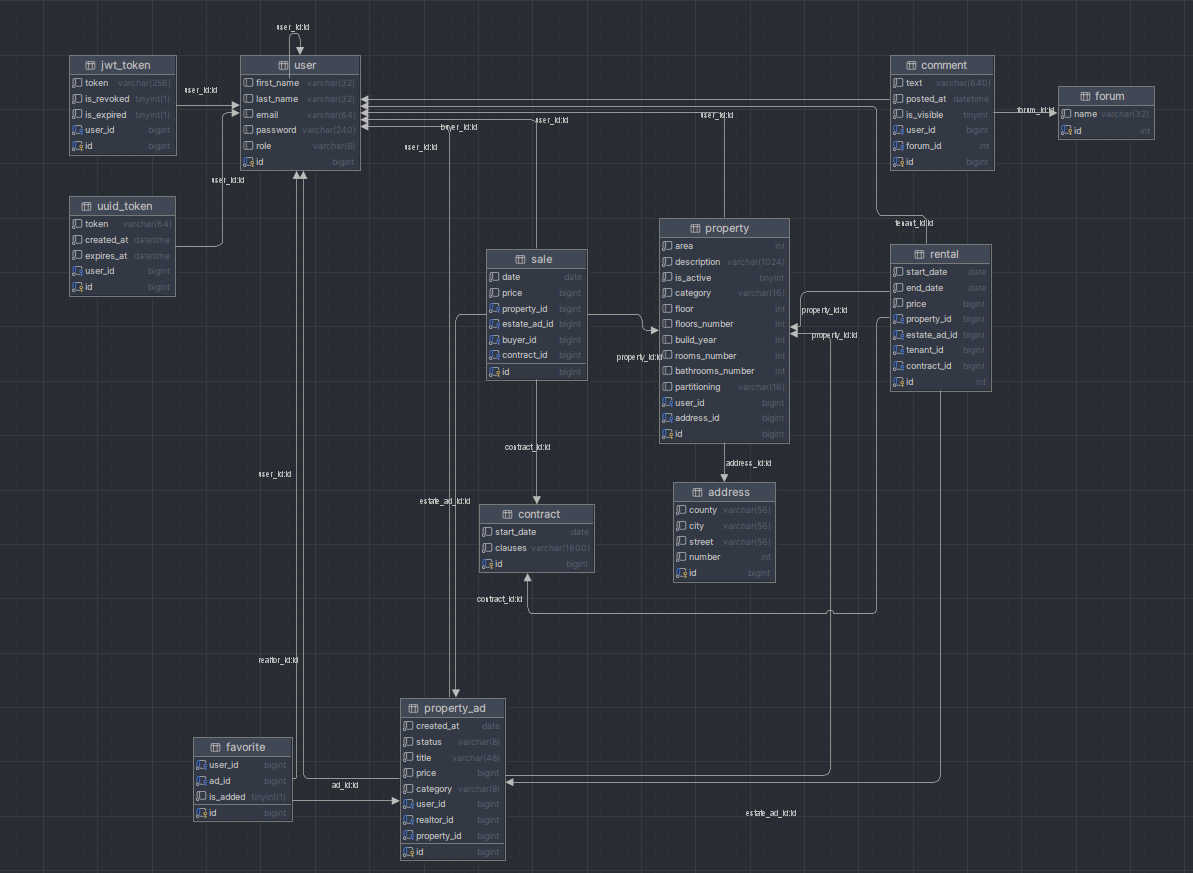 user_id:id
jwt_token
token varchar(256)
is_revoked tinyint(1)
is_expired tinyint(1)
user_id bigint
id bigint
user_id:id
user
first_name varchar(32)
last_name varchar(32)
email varchar(64)
password varchar(240)
role varchar(8)
id bigint
comment
text varchar(640)
posted_at datetime
is_visible tinyint
user_id bigint
forum_id int
id bigint
forum_id:id
forum
name varchar(32)
id int
buyer_id:id
user_id:id
user_id:id
user_id:id
user_id:id
uuid_token
token varchar(64)
created_at datetime
expires_at datetime
user_id bigint
id bigint
tenant_id:id
sale
date date
price bigint
property_id bigint
estate_ad_id bigint
buyer_id bigint
contract_id bigint
id bigint
property
area int
description varchar(1024)
is_active tinyint
category varchar(16)
floor int
floors_number int
build_year int
rooms_number int
bathrooms_number int
partitioning varchar(16)
user_id bigint
address_id bigint
id bigint
rental
start_date date
end_date date
price bigint
property_id bigint
estate_ad_id bigint
tenant_id bigint
contract_id bigint
id int
property_id:id
property_id:id
property_id:id
contract_id:id
address_id:id
user_id:id
estate_ad_id:id
contract
start_date date
clauses varchar(1600)
id bigint
address
county varchar(56)
city varchar(56)
street varchar(56)
number int
id bigint
contract_id:id
realtor_id:id
property_ad
created_at date
status varchar(8)
title varchar(48)
price bigint
category varchar(8)
user_id bigint
realtor_id bigint
property_id bigint
id bigint
favorite
user_id bigint
ad_id bigint
is_added tinyint(1)
id bigint
ad_id:id
estate_ad_id:id